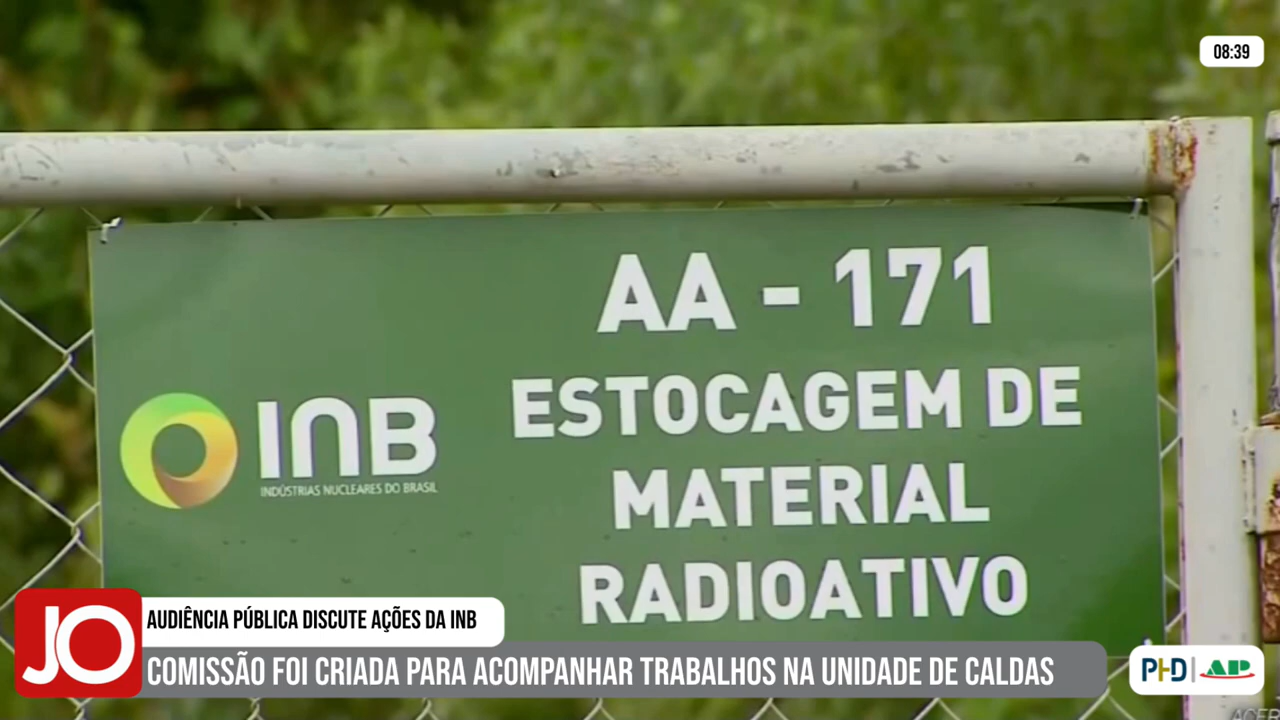 08:39
AA - 171
ESTOCAGEM DE
MATERIAL
RADIOATIVO
INB
INDÚSTRIAS NUCLEARES DO BRASIL
JO
AUDIÊNCIA PÚBLICA DISCUTE AÇÕES DA INB
COMISSÃO FOI CRIADA PARA ACOMPANHAR TRABALHOS NA UNIDADE DE CALDAS
PHD AP